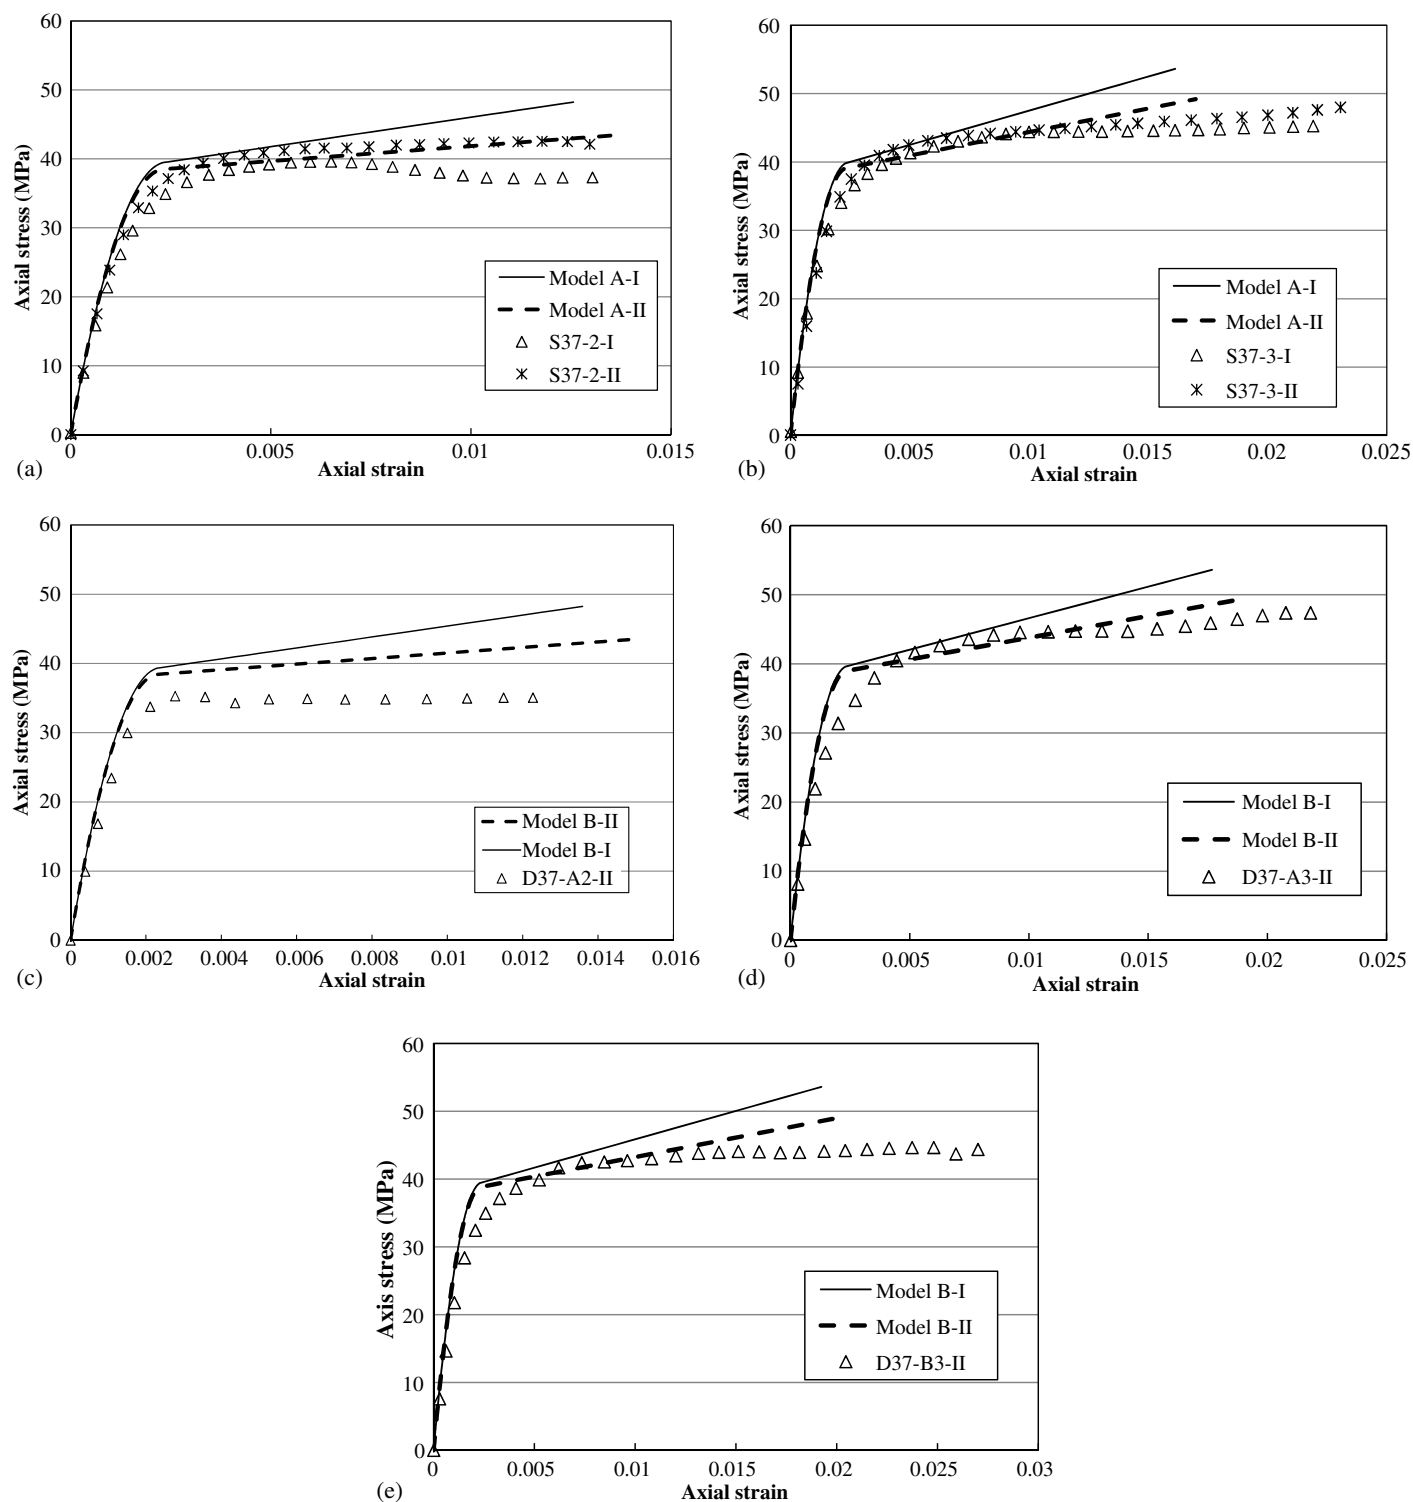 60
50
40
30
20
10
0
Axial stress (MPa)
Model A-I
Model A-II
S37-2-I
S37-2-II
0
0.005
0.01
0.015
Axial strain
(a)
60
50
40
30
20
10
0
Axial stress (MPa)
Model A-I
Model A-II
S37-3-I
S37-3-II
0
0.005
0.01
0.015
0.02
0.025
Axial strain
(b)
60
50
40
30
20
10
0
Axial stress (MPa)
Model B-II
Model B-I
D37-A2-II
0
0.002
0.004
0.006
0.008
0.01
0.012
0.014
0.016
Axial strain
(c)
60
50
40
30
20
10
0
Axial stress (MPa)
Model B-I
Model B-II
D37-A3-II
0
0.005
0.01
0.015
0.02
0.025
Axial strain
(d)
60
50
40
30
20
10
0
Axis stress (MPa)
Model B-I
Model B-II
D37-B3-II
0
0.005
0.01
0.015
0.02
0.025
0.03
Axial strain
(e)